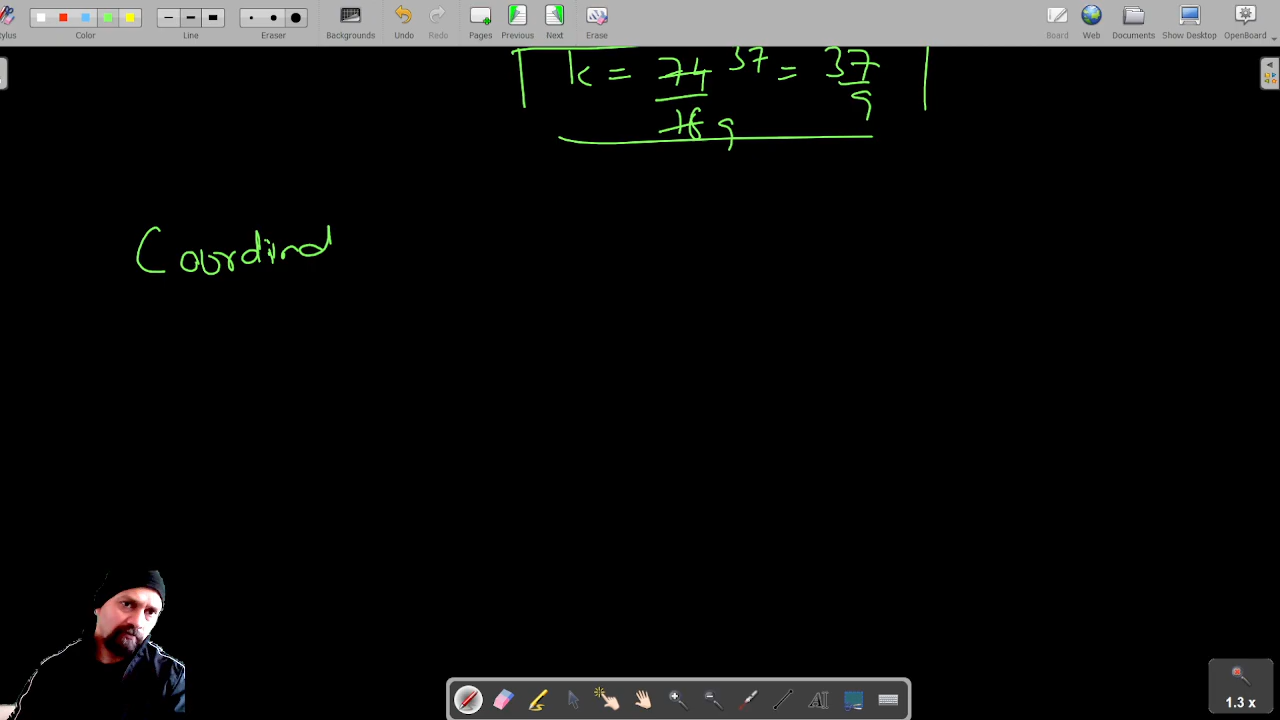 Stylus Color Line Eraser Backgrounds Undo Redo Pages Previous Next Erase Board Web Documents Show Desktop OpenBoard
k = 74 37 = 37
18 9 9
Coordinat
1.3 x